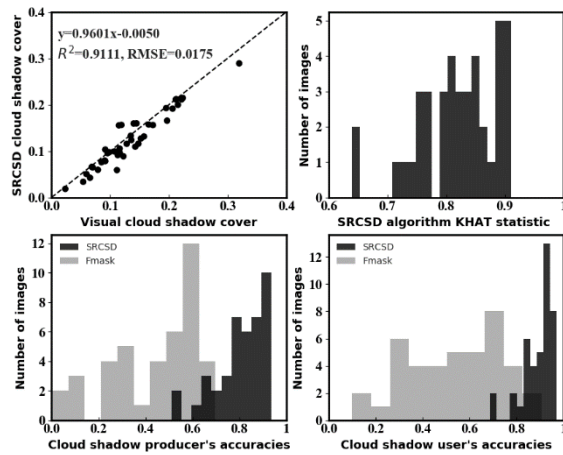 0.4
0.3
0.2
0.1
0.0
SRCSD cloud shadow cover
y=0.9601x-0.0050
R²=0.9111, RMSE=0.0175
0.0 0.1 0.2 0.3 0.4
Visual cloud shadow cover
5
4
3
2
1
0
Number of images
0.6 0.7 0.8 0.9 1
SRCSD algorithm KHAT statistic
12
10
8
6
4
2
0
Number of images
SRCSD
Fmask
0.0 0.2 0.4 0.6 0.8 1
Cloud shadow producer's accuracies
12
10
8
6
4
2
0
Number of images
SRCSD
Fmask
0.0 0.2 0.4 0.6 0.8 1
Cloud shadow user's accuracies